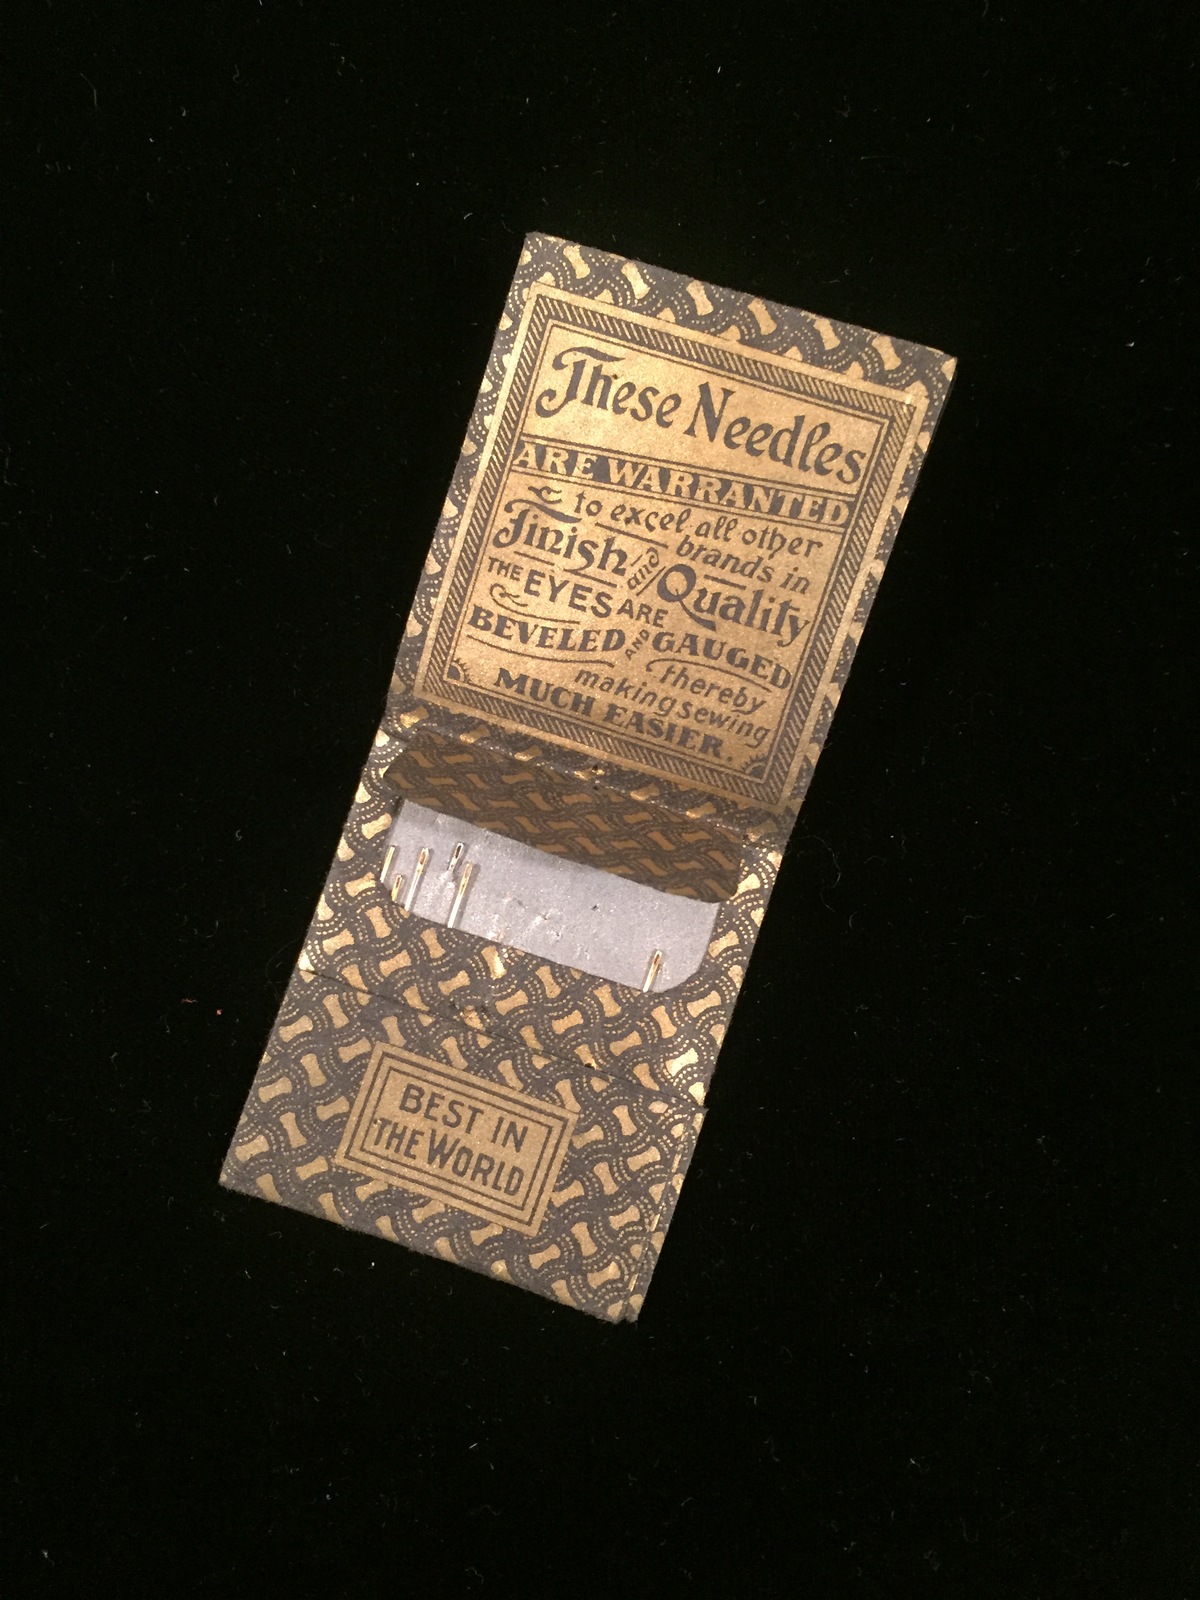 These Needles
ARE WARRANTED
to excel all other
brands in
Finish and Quality
THE EYES ARE
BEVELED AND GAUGED
thereby
making sewing
MUCH EASIER.
BEST IN
THE WORLD